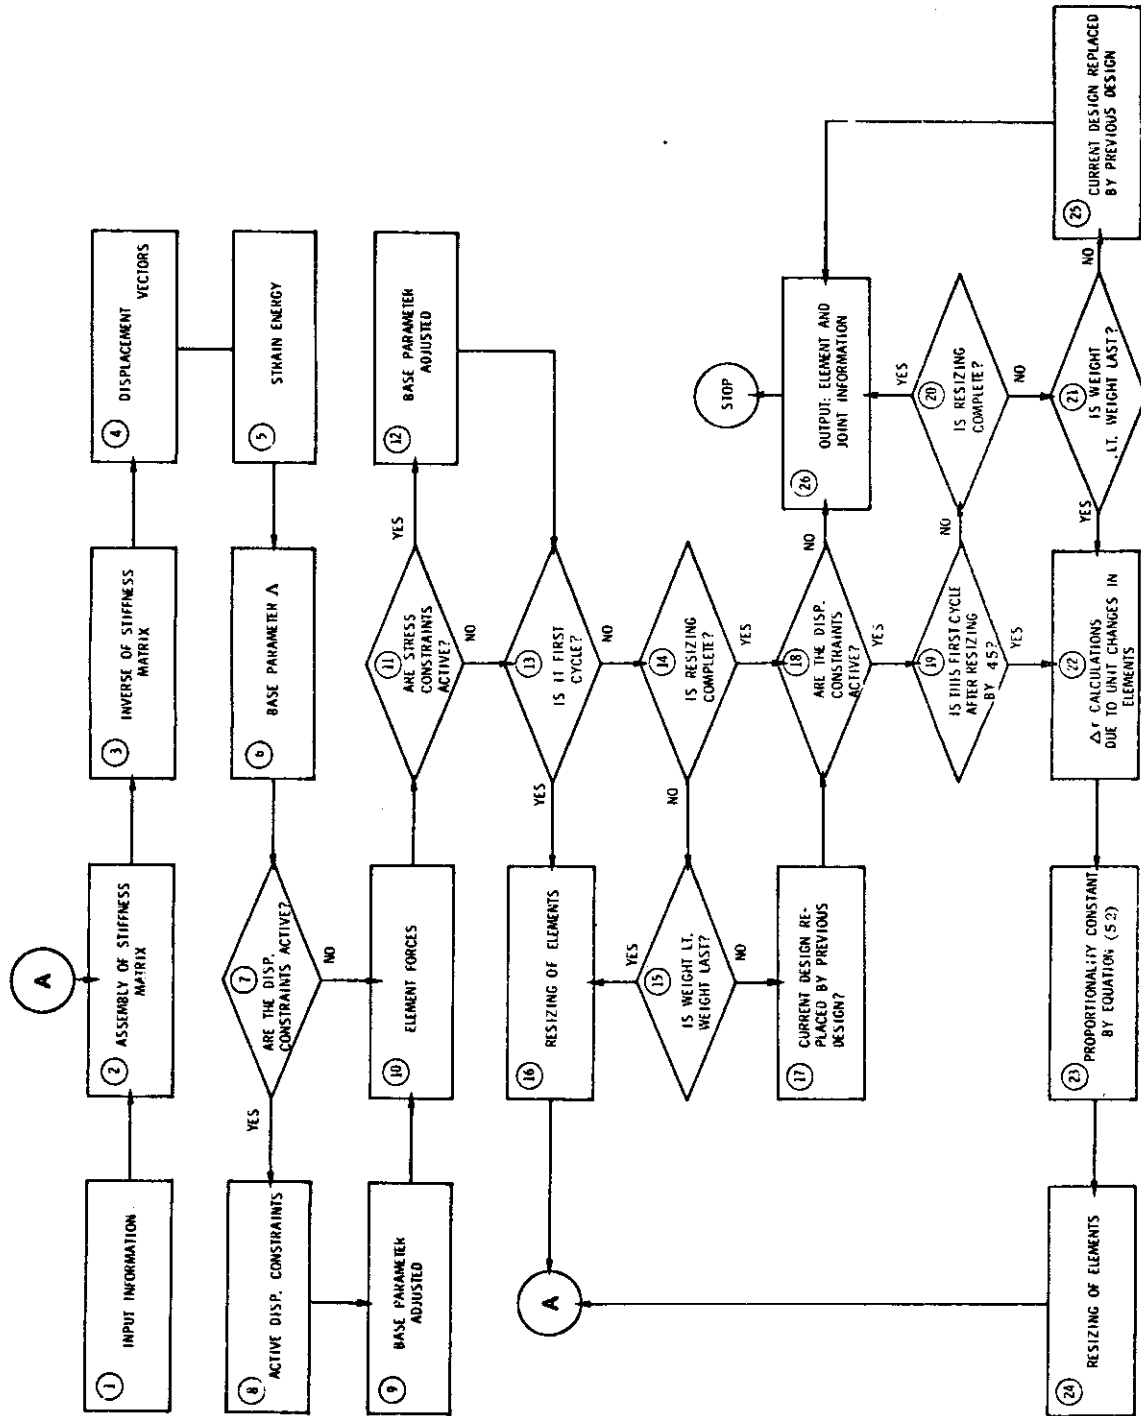 A
1
INPUT INFORMATION
2
ASSEMBLY OF STIFFNESS
MATRIX
3
INVERSE OF STIFFNESS
MATRIX
4
DISPLACEMENT
VECTORS
5
STRAIN ENERGY
6
BASE PARAMETER Δ
7
ARE THE DISP.
CONSTRAINTS ACTIVE?
YES
NO
8
ACTIVE DISP. CONSTRAINTS
9
BASE PARAMETER
ADJUSTED
10
ELEMENT FORCES
11
ARE STRESS
CONSTRAINTS
ACTIVE?
YES
NO
12
BASE PARAMETER
ADJUSTED
13
IS IT FIRST
CYCLE?
YES
NO
14
IS RESIZING
COMPLETE?
NO
YES
15
IS WEIGHT LT.
WEIGHT LAST?
YES
NO
16
RESIZING OF ELEMENTS
A
17
CURRENT DESIGN RE-
PLACED BY PREVIOUS
DESIGN?
18
ARE THE DISP.
CONSTRAINTS
ACTIVE?
NO
YES
19
IS THIS FIRST CYCLE
AFTER RESIZING
BY 45?
NO
YES
20
IS RESIZING
COMPLETE?
YES
NO
21
IS WEIGHT
.LT. WEIGHT LAST?
YES
NO
22
CALCULATIONS
DUE TO UNIT CHANGES IN
ELEMENTS
23
PROPORTIONALITY CONSTANT
BY EQUATION (52)
24
RESIZING OF ELEMENTS
25
CURRENT DESIGN REPLACED
BY PREVIOUS DESIGN
26
OUTPUT: ELEMENT AND
JOINT INFORMATION
STOP